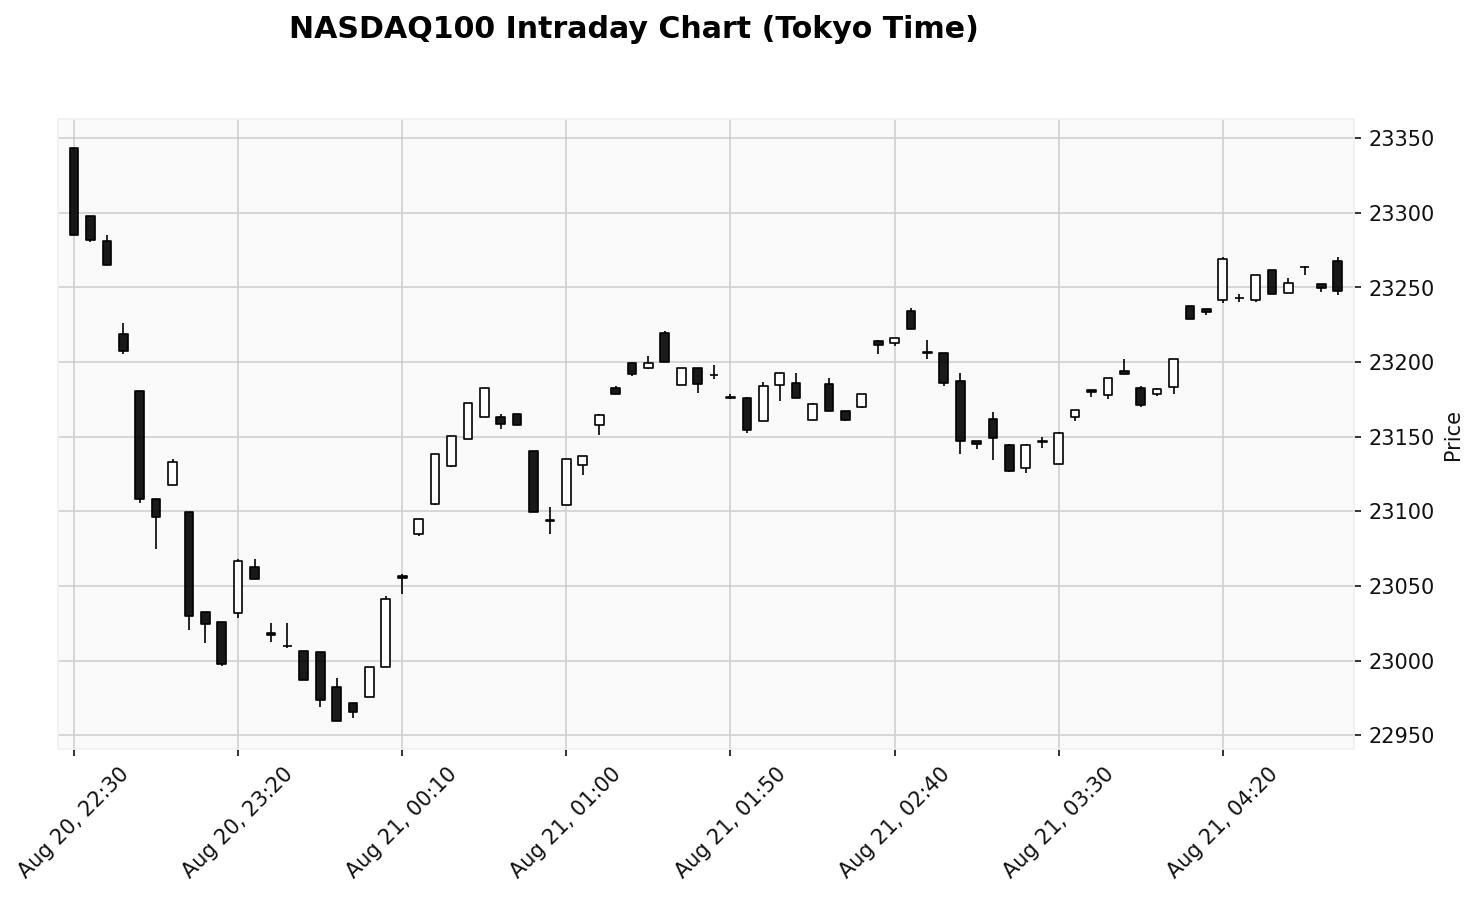 NASDAQ100 Intraday Chart (Tokyo Time)
23350
23300
23250
23200
23150
23100
23050
23000
22950
Price
Aug 20, 22:30
Aug 20, 23:20
Aug 21, 00:10
Aug 21, 01:00
Aug 21, 01:50
Aug 21, 02:40
Aug 21, 03:30
Aug 21, 04:20